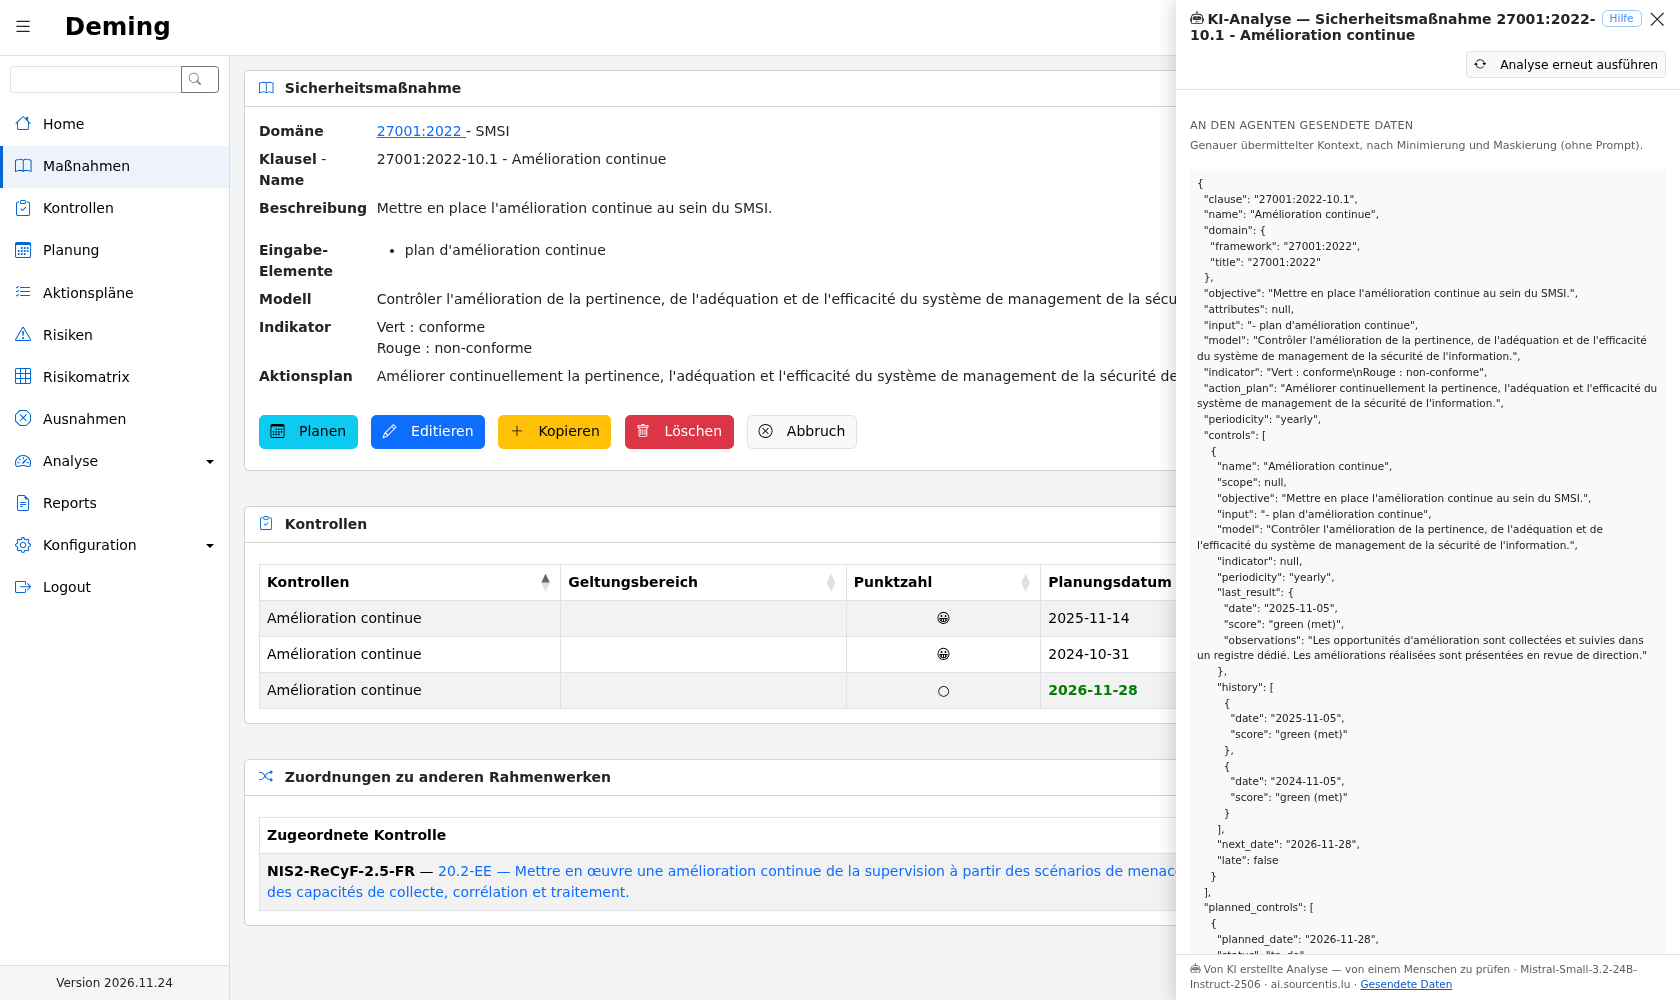 Deming
Home
Maßnahmen
Kontrollen
Planung
Aktionspläne
Risiken
Risikomatrix
Ausnahmen
Analyse
Reports
Konfiguration
Logout
Version 2026.11.24
Sicherheitsmaßnahme
Domäne 27001:2022 - SMSI
Klausel - Name 27001:2022-10.1 - Amélioration continue
Beschreibung Mettre en place l'amélioration continue au sein du SMSI.
Eingabe-Elemente • plan d'amélioration continue
Modell Contrôler l'amélioration de la pertinence, de l'adéquation et de l'efficacité du système de management de la sécu
Indikator Vert : conforme
Rouge : non-conforme
Aktionsplan Améliorer continuellement la pertinence, l'adéquation et l'efficacité du système de management de la sécurité de
Planen Editieren Kopieren Löschen Abbruch
Kontrollen
Kontrollen Geltungsbereich Punktzahl Planungsdatum
Amélioration continue 2025-11-14
Amélioration continue 2024-10-31
Amélioration continue 2026-11-28
Zuordnungen zu anderen Rahmenwerken
Zugeordnete Kontrolle
NIS2-ReCyF-2.5-FR — 20.2-EE — Mettre en œuvre une amélioration continue de la supervision à partir des scénarios de menac
des capacités de collecte, corrélation et traitement.
KI-Analyse — Sicherheitsmaßnahme 27001:2022-
10.1 - Amélioration continue
Hilfe
Analyse erneut ausführen
AN DEN AGENTEN GESENDETE DATEN
Genauer übermittelter Kontext, nach Minimierung und Maskierung (ohne Prompt).
{
"clause": "27001:2022-10.1",
"name": "Amélioration continue",
"domain": {
"framework": "27001:2022",
"title": "27001:2022"
},
"objective": "Mettre en place l'amélioration continue au sein du SMSI.",
"attributes": null,
"input": "- plan d'amélioration continue",
"model": "Contrôler l'amélioration de la pertinence, de l'adéquation et de l'efficacité
du système de management de la sécurité de l'information.",
"indicator": "Vert : conforme\nRouge : non-conforme",
"action_plan": "Améliorer continuellement la pertinence, l'adéquation et l'efficacité du
système de management de la sécurité de l'information.",
"periodicity": "yearly",
"controls": [
{
"name": "Amélioration continue",
"scope": null,
"objective": "Mettre en place l'amélioration continue au sein du SMSI.",
"input": "- plan d'amélioration continue",
"model": "Contrôler l'amélioration de la pertinence, de l'adéquation et de
l'efficacité du système de management de la sécurité de l'information.",
"indicator": null,
"periodicity": "yearly",
"last_result": {
"date": "2025-11-05",
"score": "green (met)",
"observations": "Les opportunités d'amélioration sont collectées et suivies dans
un registre dédié. Les améliorations réalisées sont présentées en revue de direction."
},
"history": [
{
"date": "2025-11-05",
"score": "green (met)"
},
{
"date": "2024-11-05",
"score": "green (met)"
}
],
"next_date": "2026-11-28",
"late": false
}
],
"planned_controls": [
{
"planned_date": "2026-11-28",
Von KI erstellte Analyse — von einem Menschen zu prüfen · Mistral-Small-3.2-24B-
Instruct-2506 · ai.sourcentis.lu · Gesendete Daten